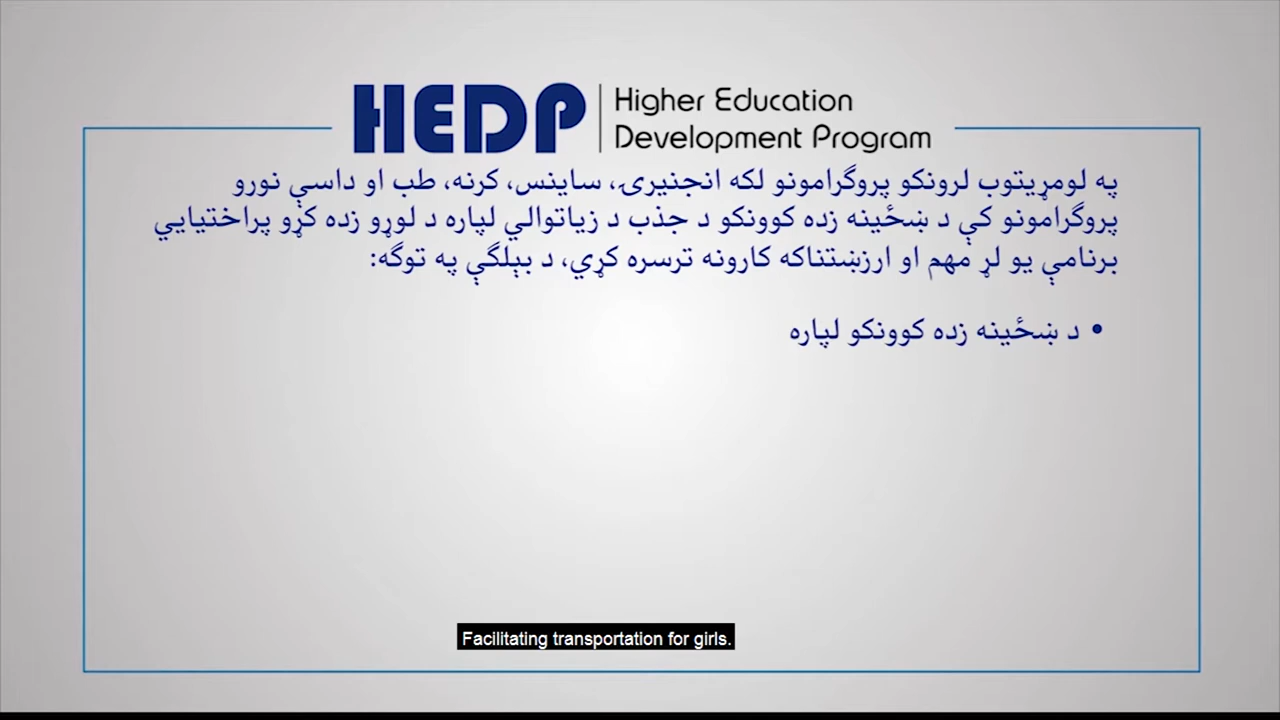 HEDP
Higher Education
Development Program
په لومړیتوب لرونکو پروګرامونو لکه انجنیرۍ، ساینس، کرنه، طب او داسې نورو
پروګرامونو کې د ښځینه زده کوونکو د جذب د زیاتوالي لپاره د لوړو زده کړو پراختیایي
برنامې یو لړ مهم او ارزښتناکه کارونه ترسره کړي، د بېلګې په توګه:
• د ښځینه زده کوونکو لپاره
Facilitating transportation for girls.